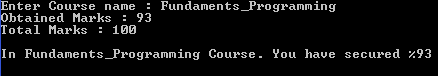 Enter Course name : Fundaments_Programming
Obtained Marks : 93
Total Marks : 100
In Fundaments_Programming Course. You have secured %93